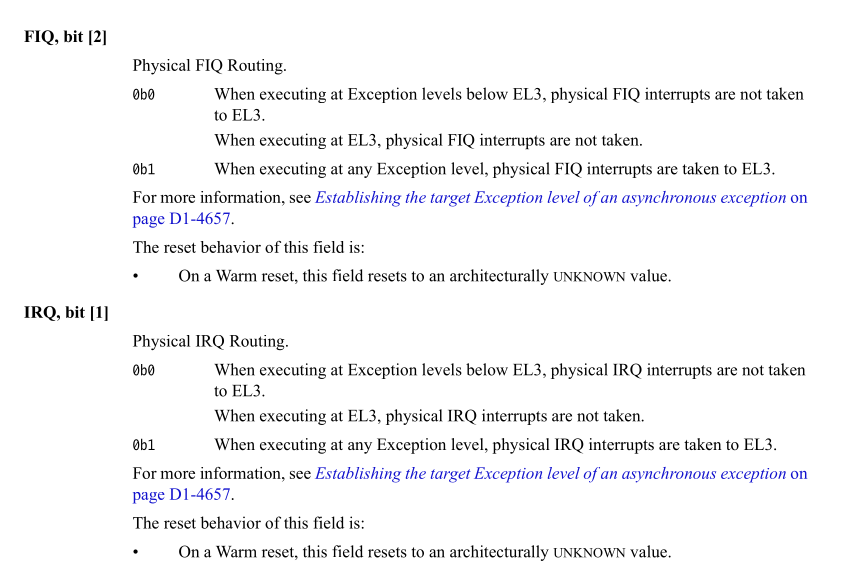 FIQ, bit [2]
Physical FIQ Routing.
0b0 When executing at Exception levels below EL3, physical FIQ interrupts are not taken
to EL3.
When executing at EL3, physical FIQ interrupts are not taken.
0b1 When executing at any Exception level, physical FIQ interrupts are taken to EL3.
For more information, see Establishing the target Exception level of an asynchronous exception on
page D1-4657.
The reset behavior of this field is:
• On a Warm reset, this field resets to an architecturally UNKNOWN value.
IRQ, bit [1]
Physical IRQ Routing.
0b0 When executing at Exception levels below EL3, physical IRQ interrupts are not taken
to EL3.
When executing at EL3, physical IRQ interrupts are not taken.
0b1 When executing at any Exception level, physical IRQ interrupts are taken to EL3.
For more information, see Establishing the target Exception level of an asynchronous exception on
page D1-4657.
The reset behavior of this field is:
• On a Warm reset, this field resets to an architecturally UNKNOWN value.